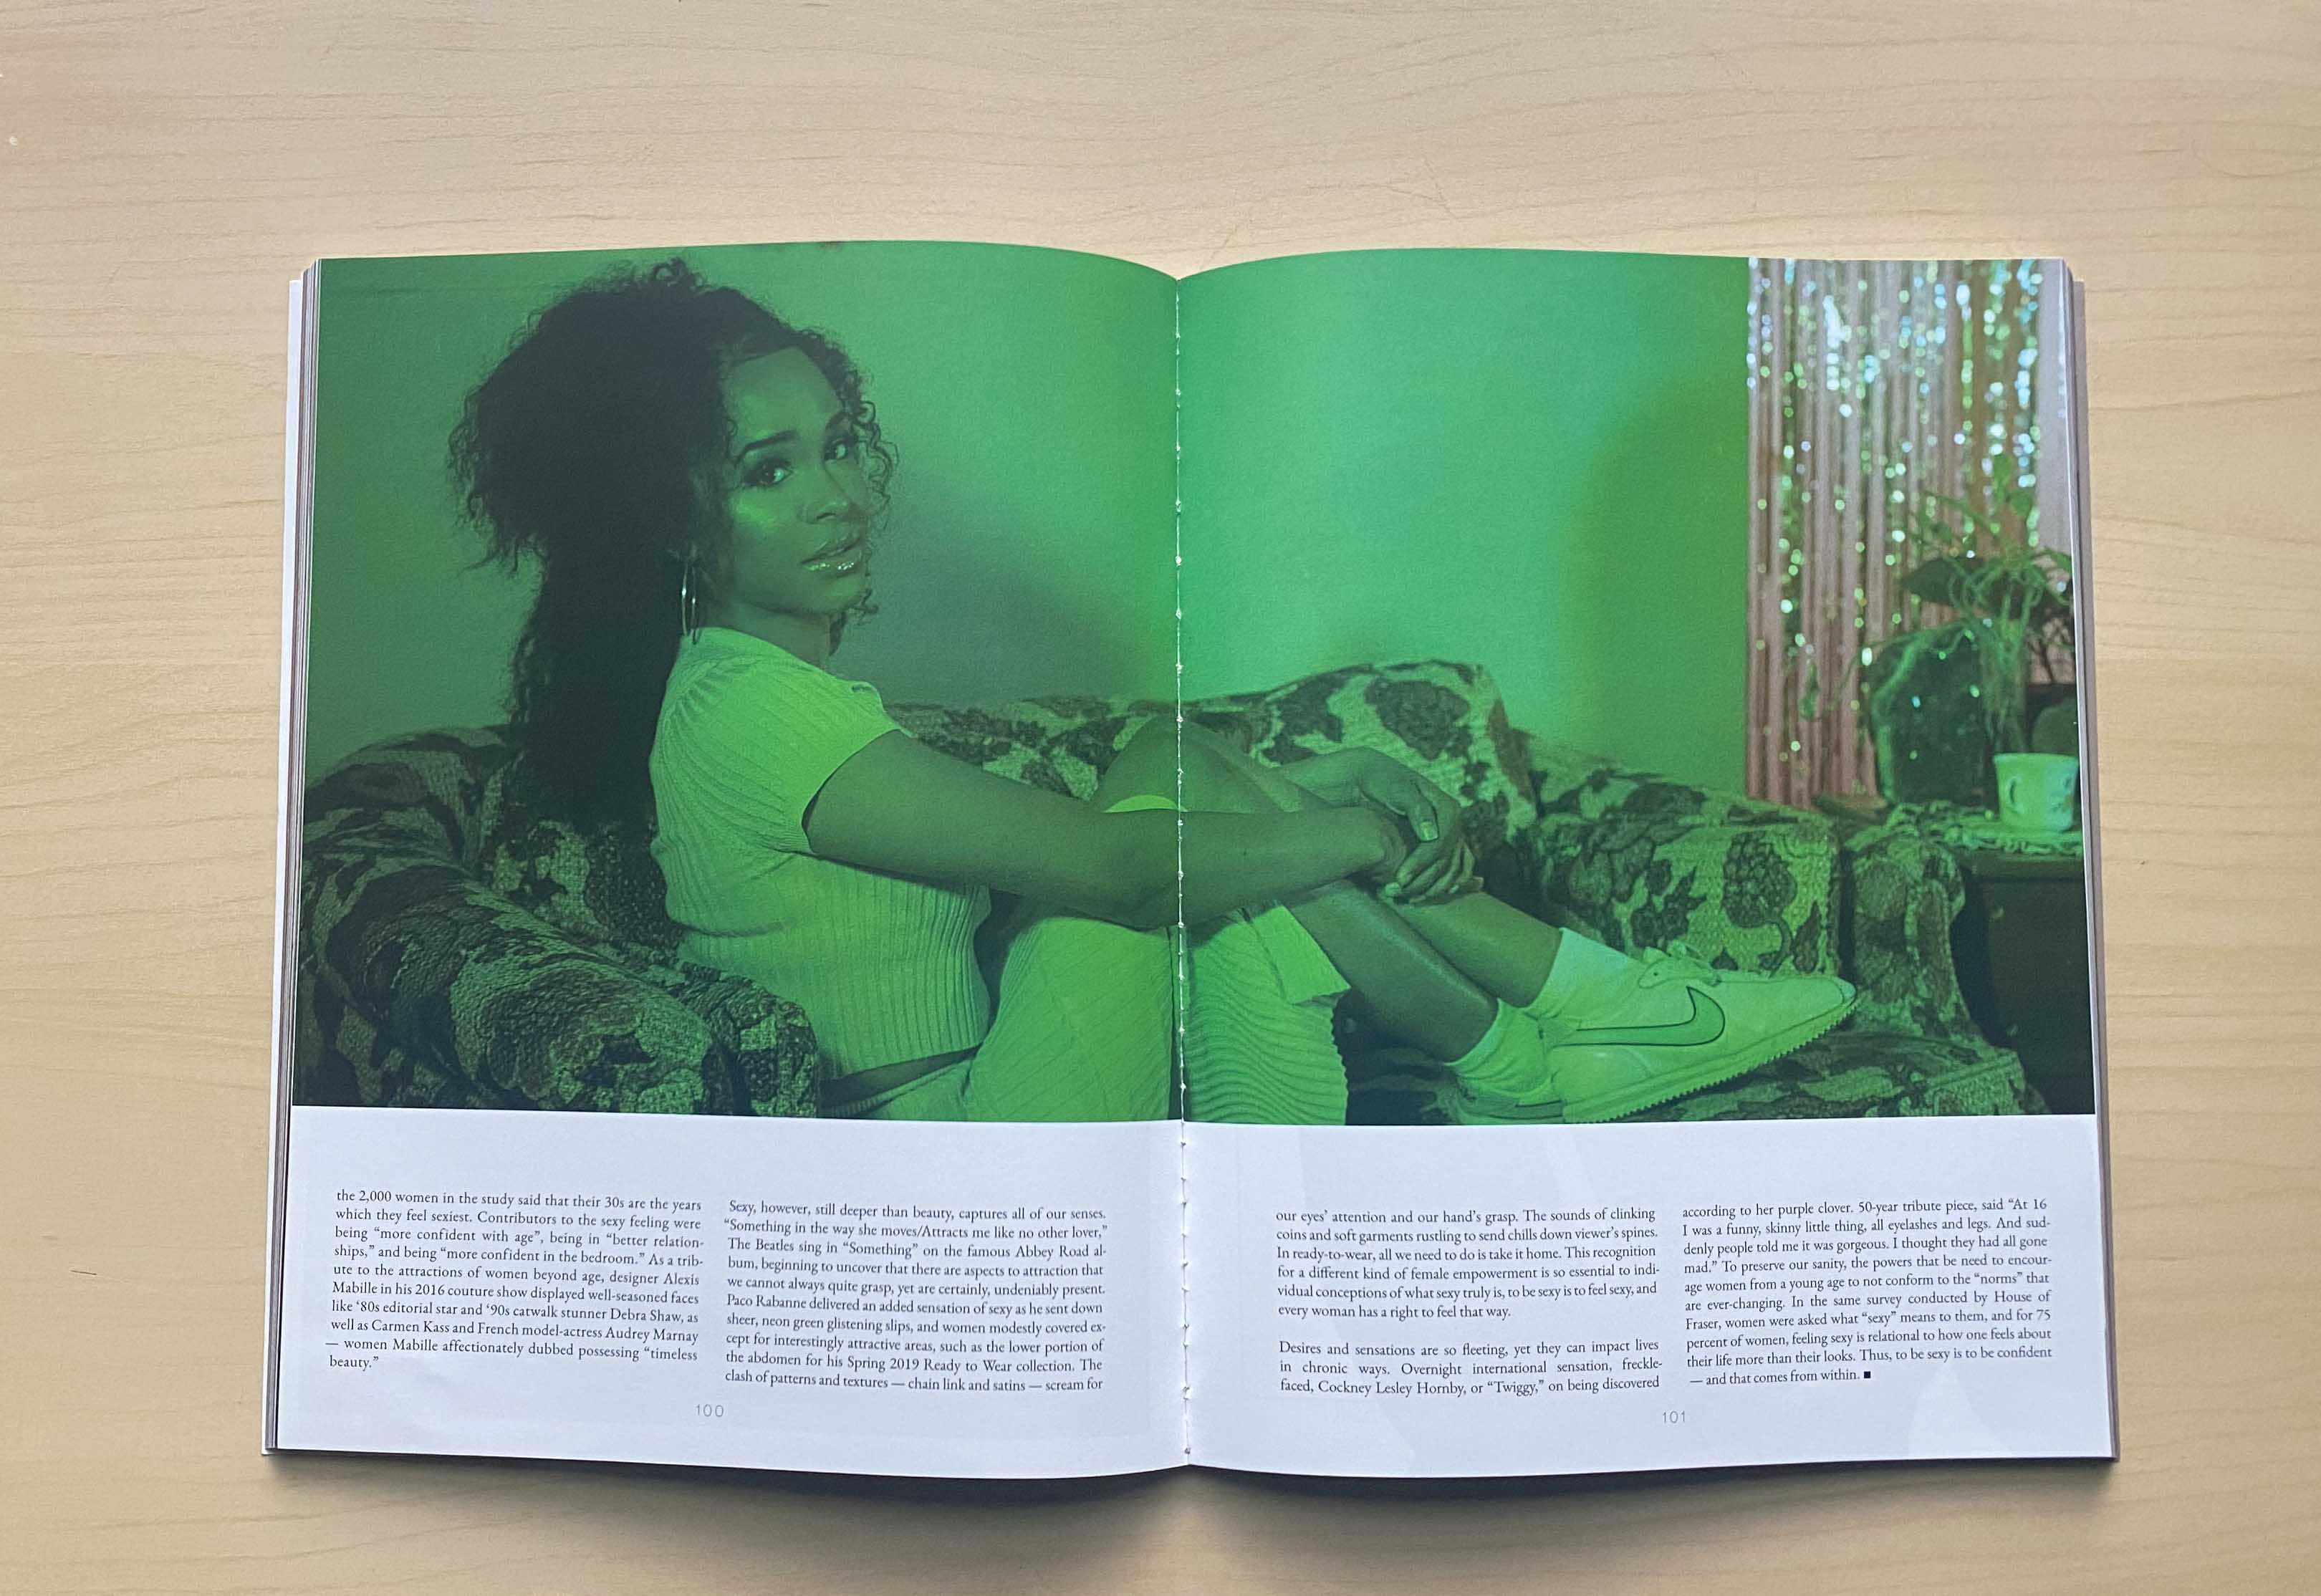 the 2,000 women in the study said that their 30s are the years
which they feel sexiest. Contributors to the sexy feeling were
being “more confident with age”, being in “better relation-
ships,” and being “more confident in the bedroom.” As a trib-
ute to the attractions of women beyond age, designer Alexis
Mabille in his 2016 couture show displayed well-seasoned faces
like ‘80s editorial star and ‘90s catwalk stunner Debra Shaw, as
well as Carmen Kass and French model-actress Audrey Marnay
— women Mabille affectionately dubbed possessing “timeless
beauty.”
Sexy, however, still deeper than beauty, captures all of our senses.
“Something in the way she moves/Attracts me like no other lover,”
The Beatles sing in “Something” on the famous Abbey Road al-
bum, beginning to uncover that there are aspects to attraction that
we cannot always quite grasp, yet are certainly, undeniably present.
Paco Rabanne delivered an added sensation of sexy as he sent down
sheer, neon green glistening slips, and women modestly covered ex-
cept for interestingly attractive areas, such as the lower portion of
the abdomen for his Spring 2019 Ready to Wear collection. The
clash of patterns and textures — chain link and satins — scream for
100
our eyes’ attention and our hand’s grasp. The sounds of clinking
coins and soft garments rustling to send chills down viewer’s spines.
In ready-to-wear, all we need to do is take it home. This recognition
for a different kind of female empowerment is so essential to indi-
vidual conceptions of what sexy truly is, to be sexy is to feel sexy, and
every woman has a right to feel that way.
Desires and sensations are so fleeting, yet they can impact lives
in chronic ways. Overnight international sensation, freckle-
faced, Cockney Lesley Hornby, or “Twiggy,” on being discovered
according to her purple clover. 50-year tribute piece, said “At 16
I was a funny, skinny little thing, all eyelashes and legs. And sud-
denly people told me it was gorgeous. I thought they had all gone
mad.” To preserve our sanity, the powers that be need to encour-
age women from a young age to not conform to the “norms” that
are ever-changing. In the same survey conducted by House of
Fraser, women were asked what “sexy” means to them, and for 75
percent of women, feeling sexy is relational to how one feels about
their life more than their looks. Thus, to be sexy is to be confident
— and that comes from within. ■
101